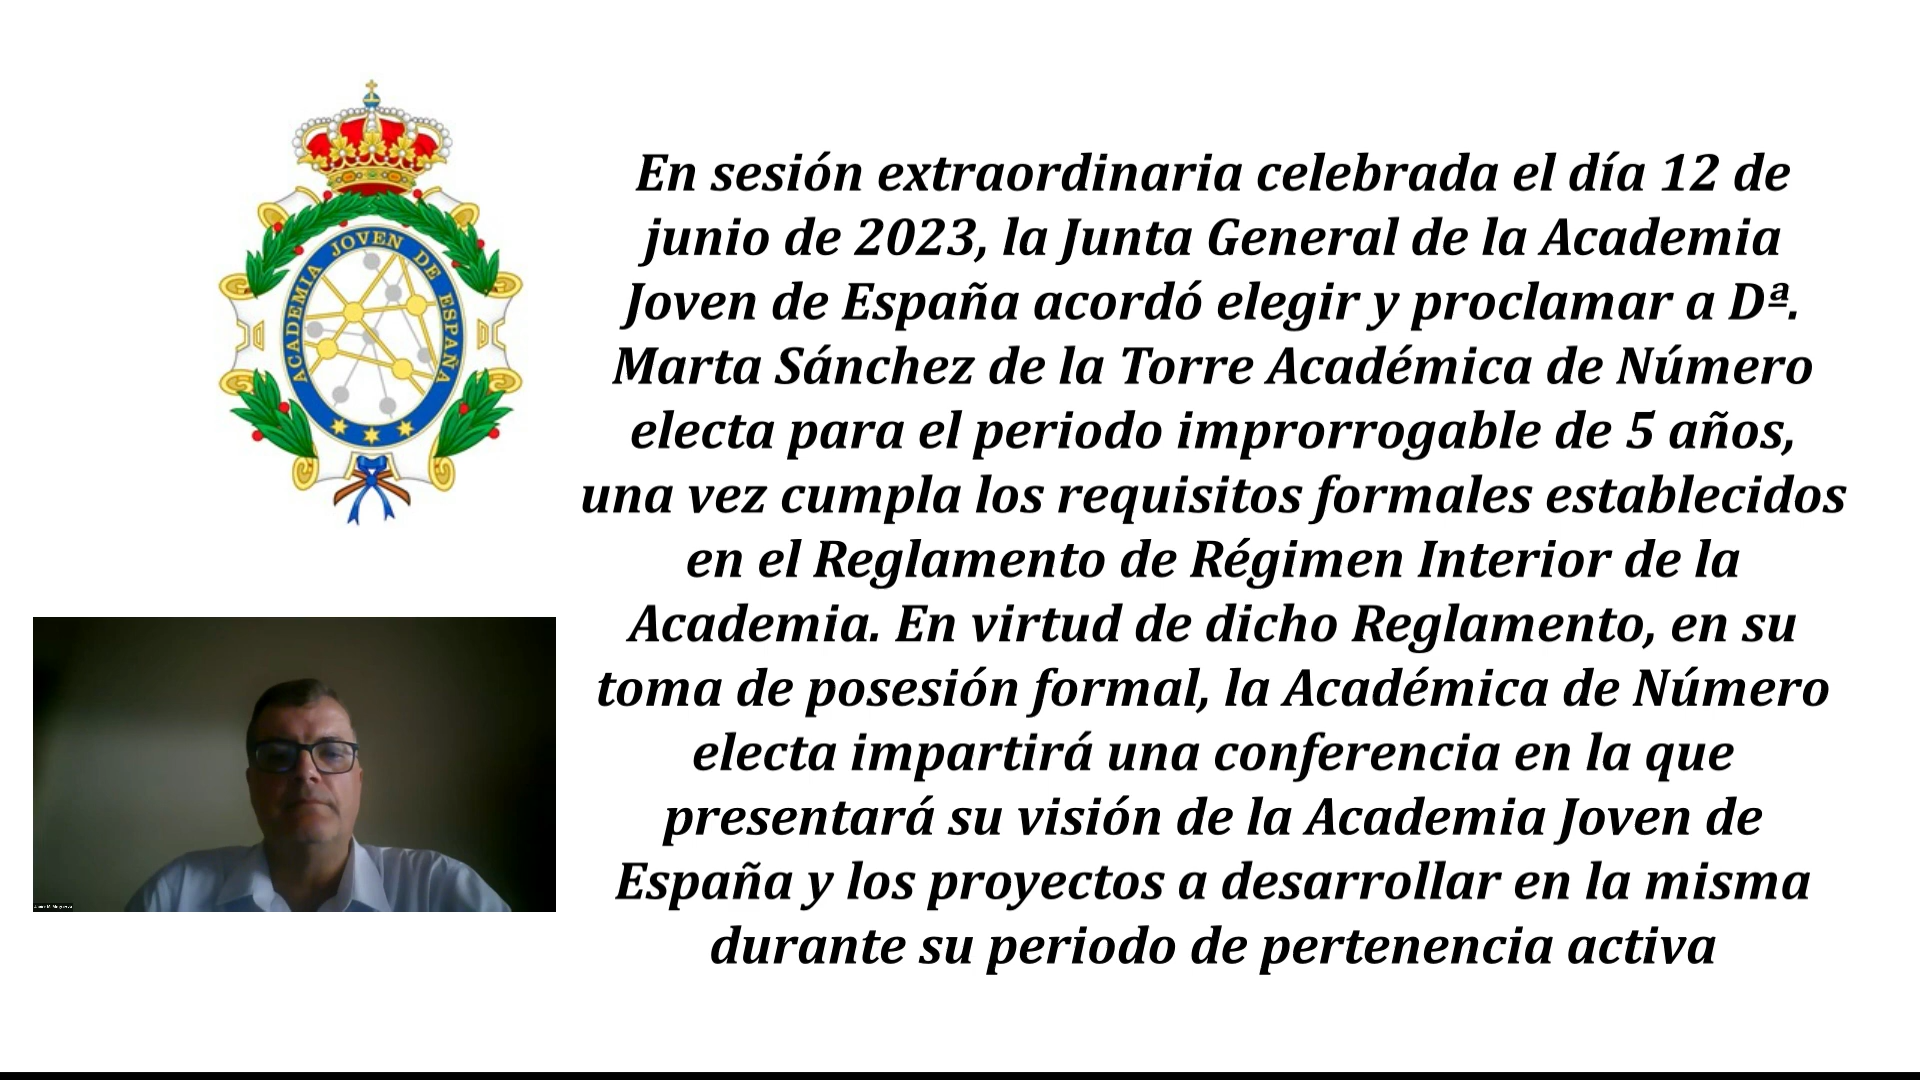 ACADEMIA JOVEN DE ESPAÑA
En sesión extraordinaria celebrada el día 12 de
junio de 2023, la Junta General de la Academia
Joven de España acordó elegir y proclamar a Dª.
Marta Sánchez de la Torre Académica de Número
electa para el periodo improrrogable de 5 años,
una vez cumpla los requisitos formales establecidos
en el Reglamento de Régimen Interior de la
Academia. En virtud de dicho Reglamento, en su
toma de posesión formal, la Académica de Número
electa impartirá una conferencia en la que
presentará su visión de la Academia Joven de
España y los proyectos a desarrollar en la misma
durante su periodo de pertenencia activa